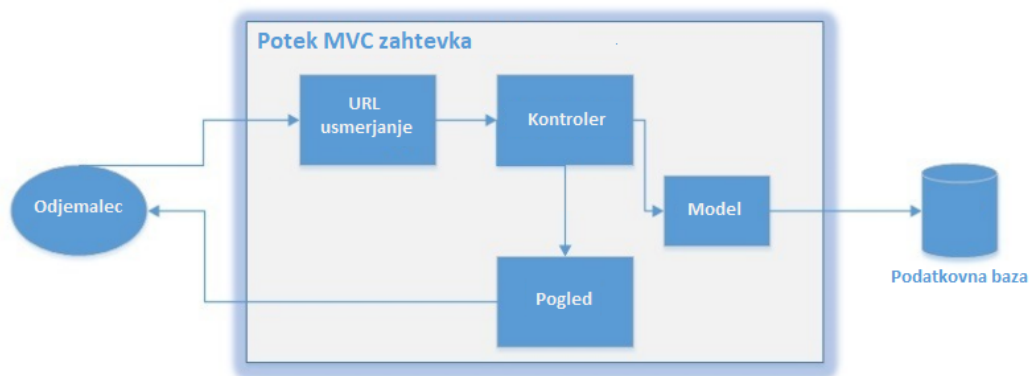 Potek MVC zahtevka
URL
usmerjanje
Kontroler
Odjemalec
Model
Pogled
Podatkovna baza